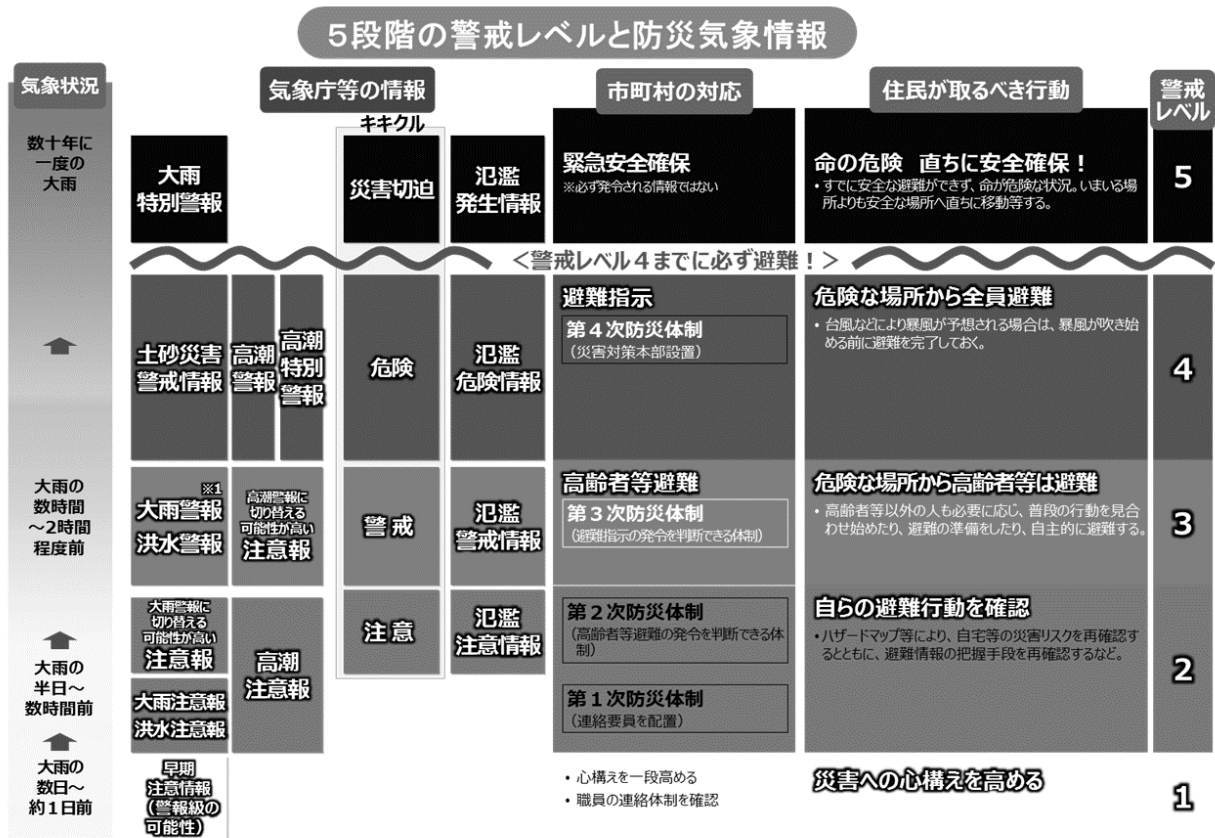 5段階の警戒レベルと防災気象情報
気象状況
気象庁等の情報
市町村の対応
住民が取るべき行動
警戒
レベル
キキクル
数十年に
一度の
大雨
大雨
特別警報
災害切迫
氾濫
発生情報
緊急安全確保
※必ず発令される情報ではない
命の危険 直ちに安全確保！
・すでに安全な避難ができず、命が危険な状況。いまいる場
所よりも安全な場所へ直ちに移動等する。
5
＜警戒レベル４までに必ず避難！＞
土砂災害
警戒情報
高潮
警報
高潮
特別
警報
危険
氾濫
危険情報
避難指示
第４次防災体制
（災害対策本部設置）
危険な場所から全員避難
・台風などにより暴風が予想される場合は、暴風が吹き始
める前に避難を完了しておく。
4
大雨の
数時間
～2時間
程度前
※1
大雨警報
洪水警報
高潮警報に
切り替える
可能性が高い
注意報
警戒
氾濫
警戒情報
高齢者等避難
第３次防災体制
（避難指示の発令を判断できる体制）
危険な場所から高齢者等は避難
・高齢者等以外の人も必要に応じ、普段の行動を見合
わせ始めたり、避難の準備をしたり、自主的に避難する。
3
大雨の
半日～
数時間前
大雨警報に
切り替える
可能性が高い
注意報
大雨注意報
洪水注意報
高潮
注意報
注意
氾濫
注意情報
第２次防災体制
（高齢者等避難の発令を判断できる体
制）
第１次防災体制
（連絡要員を配置）
自らの避難行動を確認
・ハザードマップ等により、自宅等の災害リスクを再確認す
るとともに、避難情報の把握手段を再確認するなど。
2
大雨の
数日～
約１日前
早期
注意情報
（警報級の
可能性）
・心構えを一段高める
・職員の連絡体制を確認
災害への心構えを高める
1